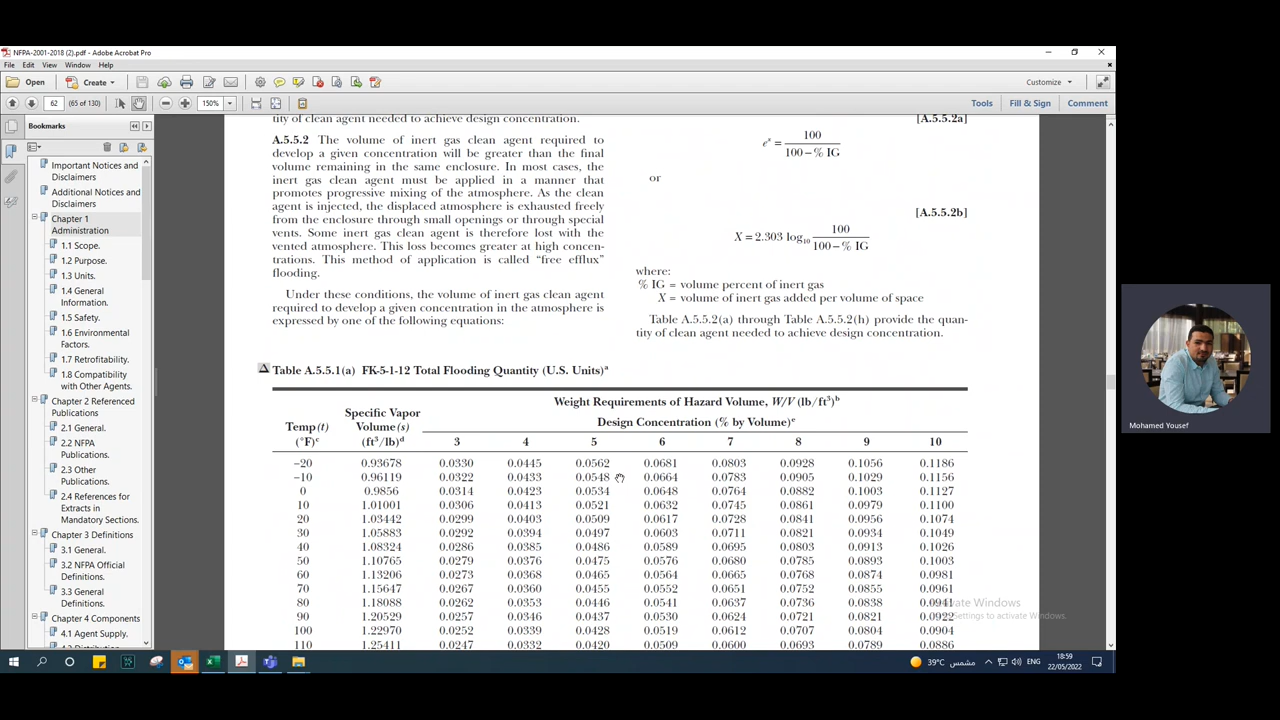 NFPA-2001-2018 (2).pdf - Adobe Acrobat Pro
File Edit View Window Help
Open Create Customize
62 (65 of 130) 150% Tools Fill & Sign Comment
Bookmarks
Important Notices and
Disclaimers
Additional Notices and
Disclaimers
Chapter 1
Administration
1.1 Scope.
1.2 Purpose.
1.3 Units.
1.4 General
Information.
1.5 Safety.
1.6 Environmental
Factors.
1.7 Retrofitability.
1.8 Compatibility
with Other Agents.
Chapter 2 Referenced
Publications
2.1 General.
2.2 NFPA
Publications.
2.3 Other
Publications.
2.4 References for
Extracts in
Mandatory Sections.
Chapter 3 Definitions
3.1 General.
3.2 NFPA Official
Definitions.
3.3 General
Definitions.
Chapter 4 Components
4.1 Agent Supply.
tity of clean agent needed to achieve design concentration.
A.5.5.2 The volume of inert gas clean agent required to
develop a given concentration will be greater than the final
volume remaining in the same enclosure. In most cases, the
inert gas clean agent must be applied in a manner that
promotes progressive mixing of the atmosphere. As the clean
agent is injected, the displaced atmosphere is exhausted freely
from the enclosure through small openings or through special
vents. Some inert gas clean agent is therefore lost with the
vented atmosphere. This loss becomes greater at high concen-
trations. This method of application is called “free efflux”
flooding.
Under these conditions, the volume of inert gas clean agent
required to develop a given concentration in the atmosphere is
expressed by one of the following equations:
[A.5.5.2a]
eˣ = 100 / (100 – % IG)
or
[A.5.5.2b]
X = 2.303 log₁₀ 100 / (100 – % IG)
where:
% IG = volume percent of inert gas
X = volume of inert gas added per volume of space
Table A.5.5.2(a) through Table A.5.5.2(h) provide the quan-
tity of clean agent needed to achieve design concentration.
Δ Table A.5.5.1(a) FK-5-1-12 Total Flooding Quantity (U.S. Units)ᵃ
Weight Requirements of Hazard Volume, W/V (lb/ft³)ᵇ
Specific Vapor
Design Concentration (% by Volume)ᵉ
Temp(t) Volume(s)
(°F)ᶜ (ft³/lb)ᵈ 3 4 5 6 7 8 9 10
–20 0.93678 0.0330 0.0445 0.0562 0.0681 0.0803 0.0928 0.1056 0.1186
–10 0.96119 0.0322 0.0433 0.0548 0.0664 0.0783 0.0905 0.1029 0.1156
0 0.9856 0.0314 0.0423 0.0534 0.0648 0.0764 0.0882 0.1003 0.1127
10 1.01001 0.0306 0.0413 0.0521 0.0632 0.0745 0.0861 0.0979 0.1100
20 1.03442 0.0299 0.0403 0.0509 0.0617 0.0728 0.0841 0.0956 0.1074
30 1.05883 0.0292 0.0394 0.0497 0.0603 0.0711 0.0821 0.0934 0.1049
40 1.08324 0.0286 0.0385 0.0486 0.0589 0.0695 0.0803 0.0913 0.1026
50 1.10765 0.0279 0.0376 0.0475 0.0576 0.0680 0.0785 0.0893 0.1003
60 1.13206 0.0273 0.0368 0.0465 0.0564 0.0665 0.0768 0.0874 0.0981
70 1.15647 0.0267 0.0360 0.0455 0.0552 0.0651 0.0752 0.0855 0.0961
80 1.18088 0.0262 0.0353 0.0446 0.0541 0.0637 0.0736 0.0838 0.0941
90 1.20529 0.0257 0.0346 0.0437 0.0530 0.0624 0.0721 0.0821 0.0922
100 1.22970 0.0252 0.0339 0.0428 0.0519 0.0612 0.0707 0.0804 0.0904
110 1.25411 0.0247 0.0332 0.0420 0.0509 0.0600 0.0693 0.0789 0.0886
Activate Windows
Settings to activate Windows.
Mohamed Yousef
39°C مشمس ENG 18:59
22/05/2022